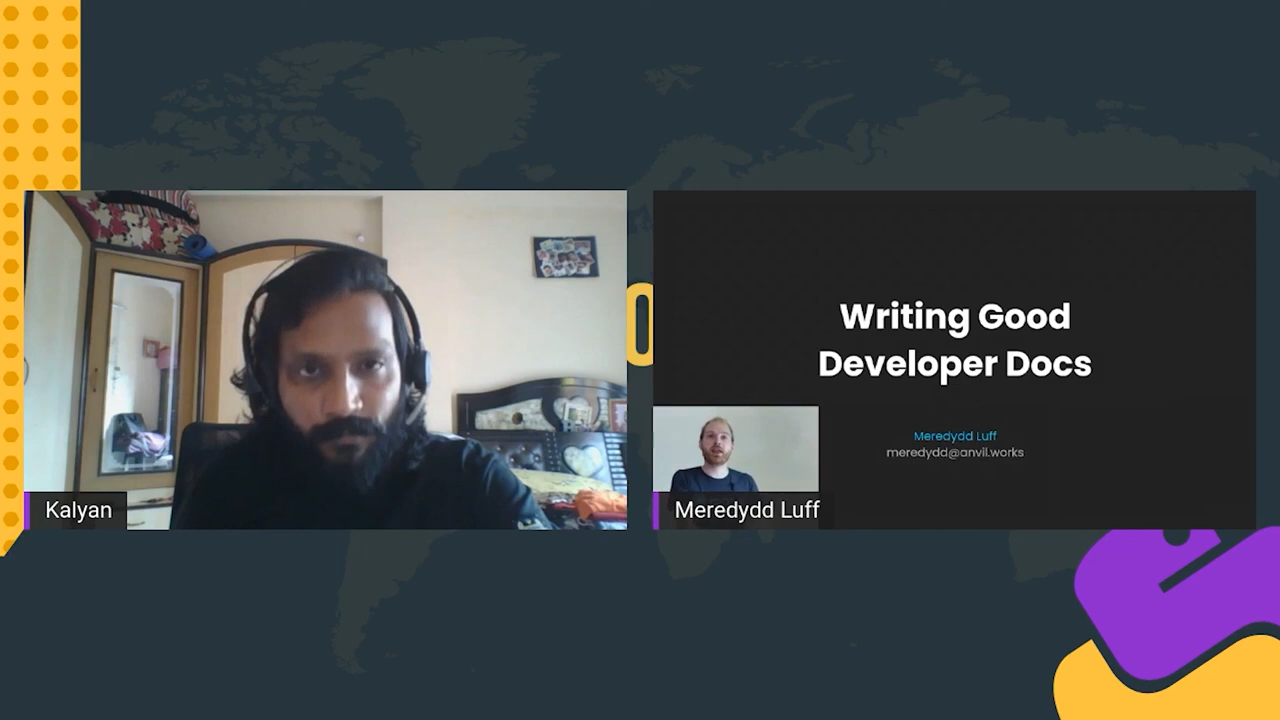 Kalyan
Writing Good
Developer Docs
Meredydd Luff
meredydd@anvil.works
Meredydd Luff